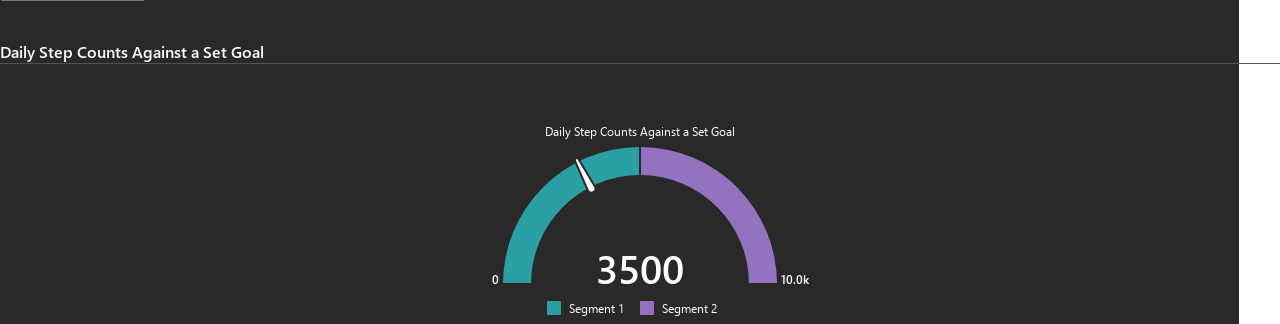 Daily Step Counts Against a Set Goal
Daily Step Counts Against a Set Goal
3500
0
10.0k
Segment 1
Segment 2